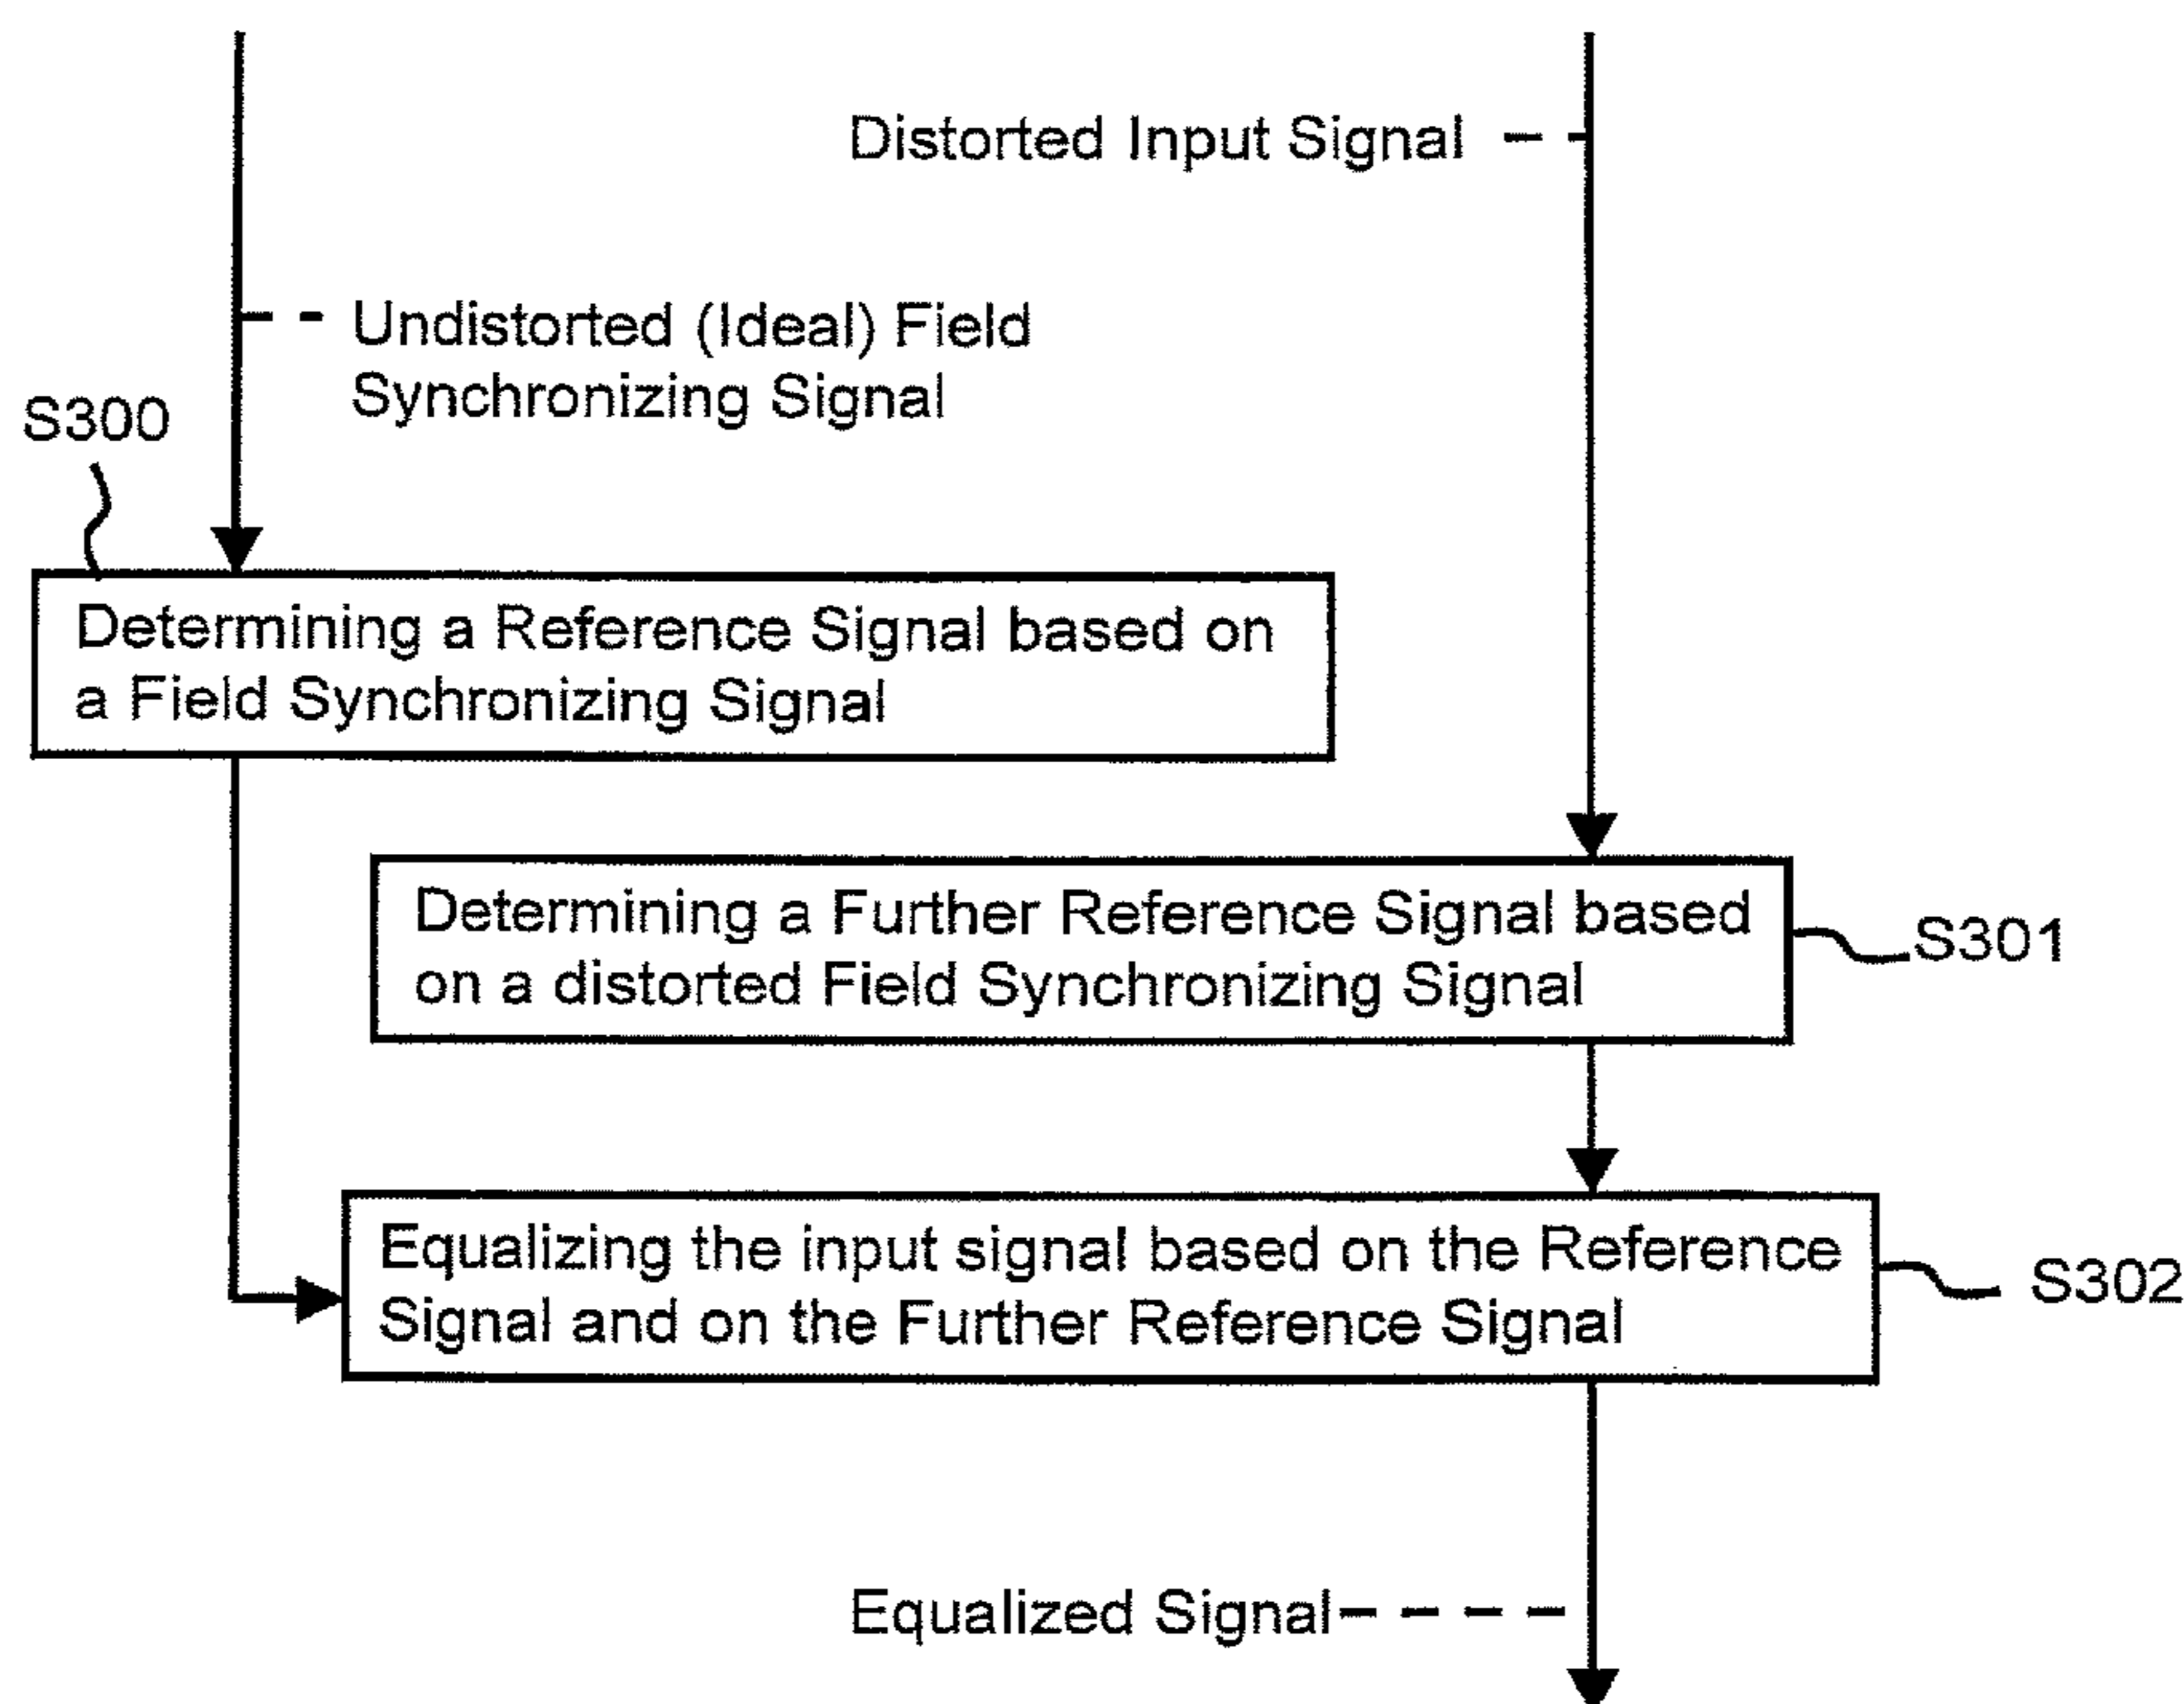 Distorted Input Signal
Undistorted (Ideal) Field
Synchronizing Signal
S300
Determining a Reference Signal based on
a Field Synchronizing Signal
Determining a Further Reference Signal based
on a distorted Field Synchronizing Signal
S301
Equalizing the input signal based on the Reference
Signal and on the Further Reference Signal
S302
Equalized Signal